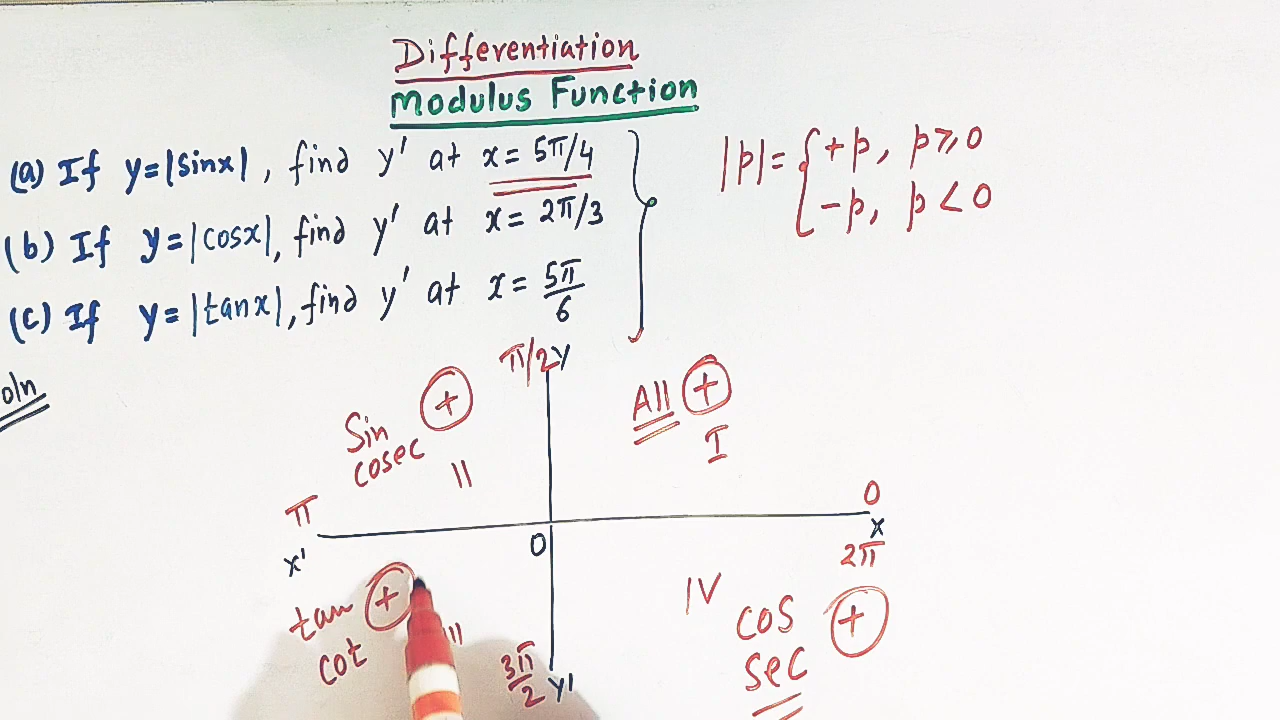 Differentiation
Modulus Function
(a) If y=|Sinx|, find y' at x=5π/4
(b) If y=|cosx|, find y' at x=2π/3
(c) If y=|tanx|, find y' at x=5π/6
|p|= { +p, p⩾0
-p, p<0
oln
π/2 Y
Sin +
cosec
II
All +
I
π
X'
O
0
X
2π
tan +
cot
III
3π/2 Y'
IV
cos +
sec